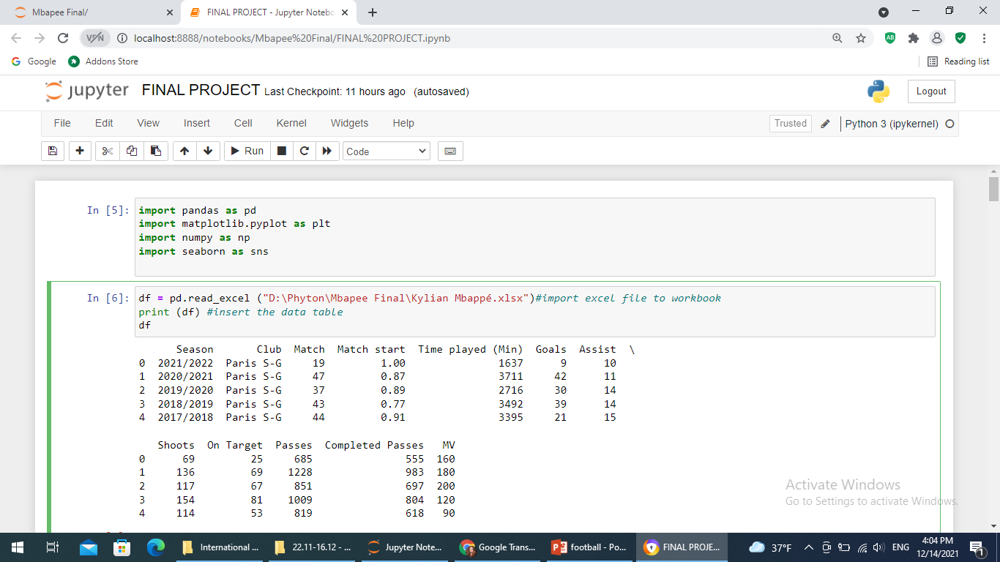 Mbapee Final/
FINAL PROJECT - Jupyter Notebo
VPN
localhost:8888/notebooks/Mbapee%20Final/FINAL%20PROJECT.ipynb
AB
Google
Addons Store
Reading list
jupyter FINAL PROJECT Last Checkpoint: 11 hours ago (autosaved)
Logout
File Edit View Insert Cell Kernel Widgets Help
Trusted
Python 3 (ipykernel)
Run
Code
In [5]: import pandas as pd
import matplotlib.pyplot as plt
import numpy as np
import seaborn as sns
In [6]: df = pd.read_excel ("D:\Phyton\Mbapee Final\Kylian Mbappé.xlsx")#import excel file to workbook
print (df) #insert the data table
df
Season Club Match Match start Time played (Min) Goals Assist \
0 2021/2022 Paris S-G 19 1.00 1637 9 10
1 2020/2021 Paris S-G 47 0.87 3711 42 11
2 2019/2020 Paris S-G 37 0.89 2716 30 14
3 2018/2019 Paris S-G 43 0.77 3492 39 14
4 2017/2018 Paris S-G 44 0.91 3395 21 15
Shoots On Target Passes Completed Passes MV
0 69 25 685 555 160
1 136 69 1228 983 180
2 117 67 851 697 200
3 154 81 1009 804 120
4 114 53 819 618 90
Activate Windows
Go to Settings to activate Windows.
International ...
22.11-16.12 - ...
Jupyter Note...
Google Trans...
football - Po...
FINAL PROJE...
37°F
ENG
4:04 PM
12/14/2021
1